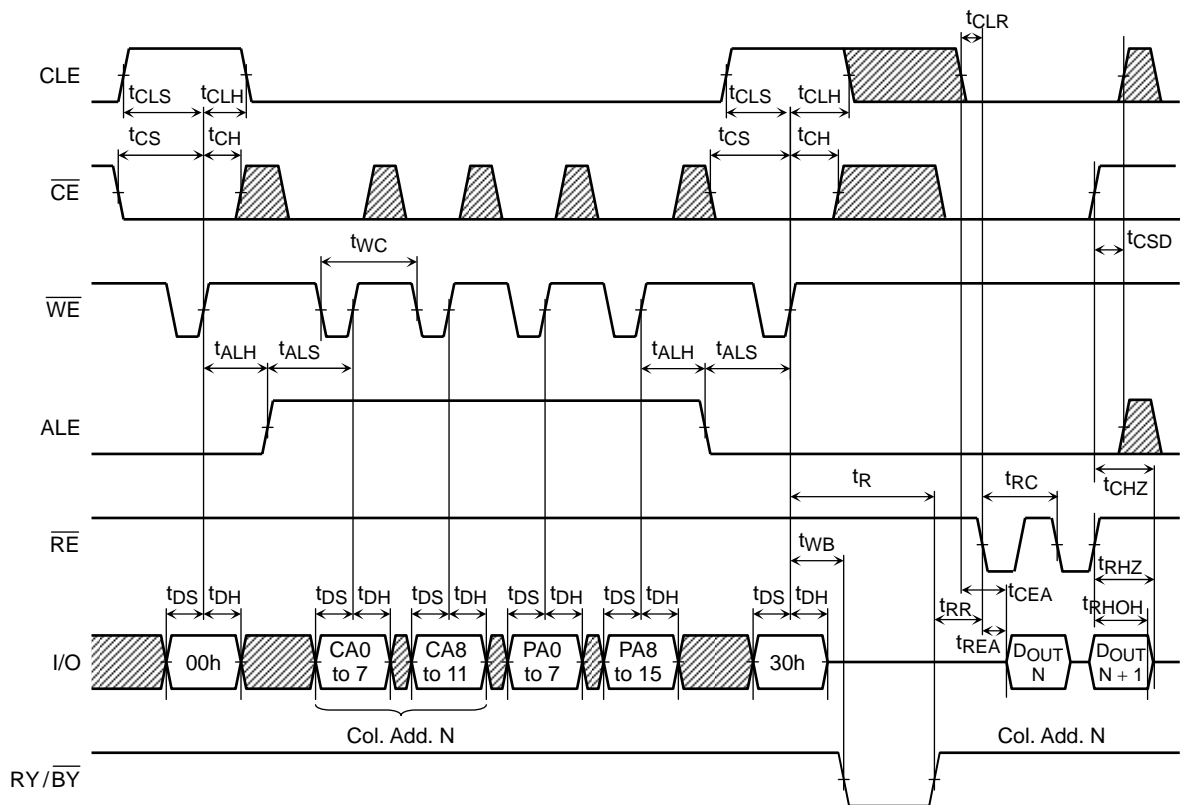 tCLR
CLE
tCLS tCLH tCLS tCLH
tCS tCH tCS tCH
CE
tWC tCSD
WE
tALH tALS tALH tALS
ALE
tR tRC tCHZ
RE
tWB tRHZ
tDS tDH tDS tDH tDS tDH tDS tDH tDS tDH tDS tDH tRR tCEA tRHOH
tREA
I/O 00h CA0 to 7 CA8 to 11 PA0 to 7 PA8 to 15 30h DOUT N DOUT N + 1
Col. Add. N Col. Add. N
RY/BY